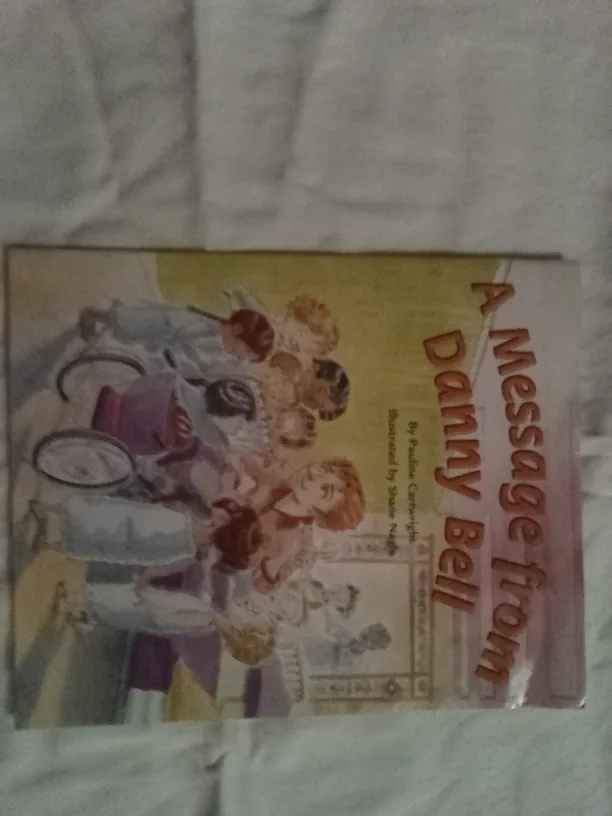 A Message from
Danny Bell
By Pauline Cartwright
Illustrated by Shane Nagle